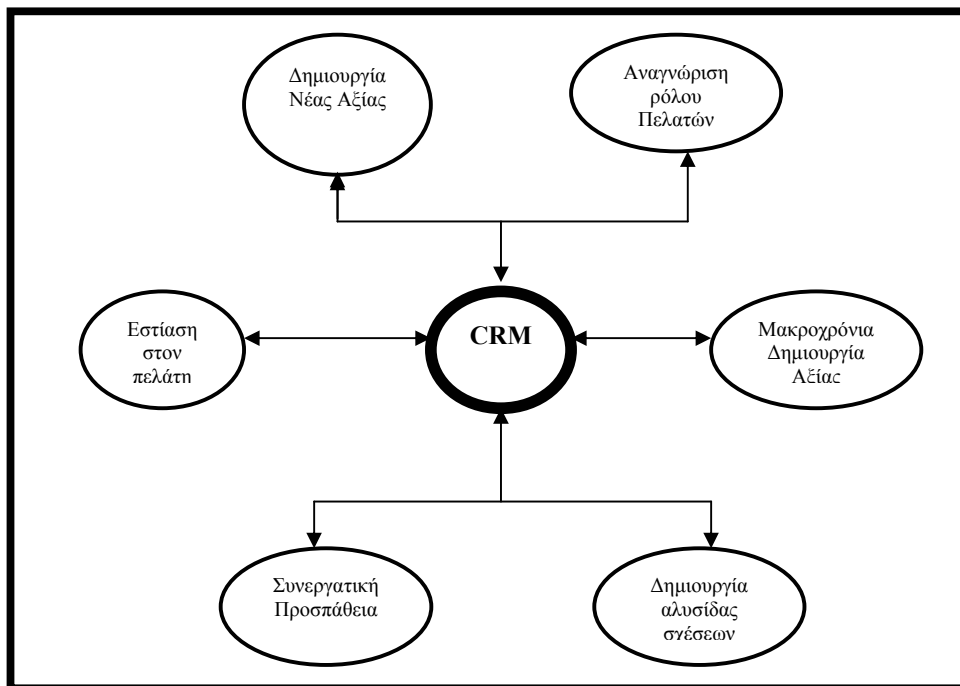 Δημιουργία
Νέας Αξίας
Αναγνώριση
ρόλου
Πελατών
Εστίαση
στον
πελάτη
CRM
Μακροχρόνια
Δημιουργία
Αξίας
Συνεργατική
Προσπάθεια
Δημιουργία
αλυσίδας
σχέσεων